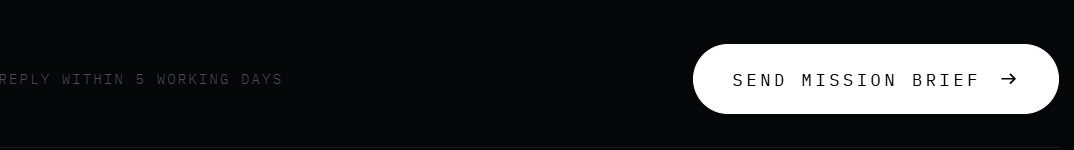 REPLY WITHIN 5 WORKING DAYS
SEND MISSION BRIEF →